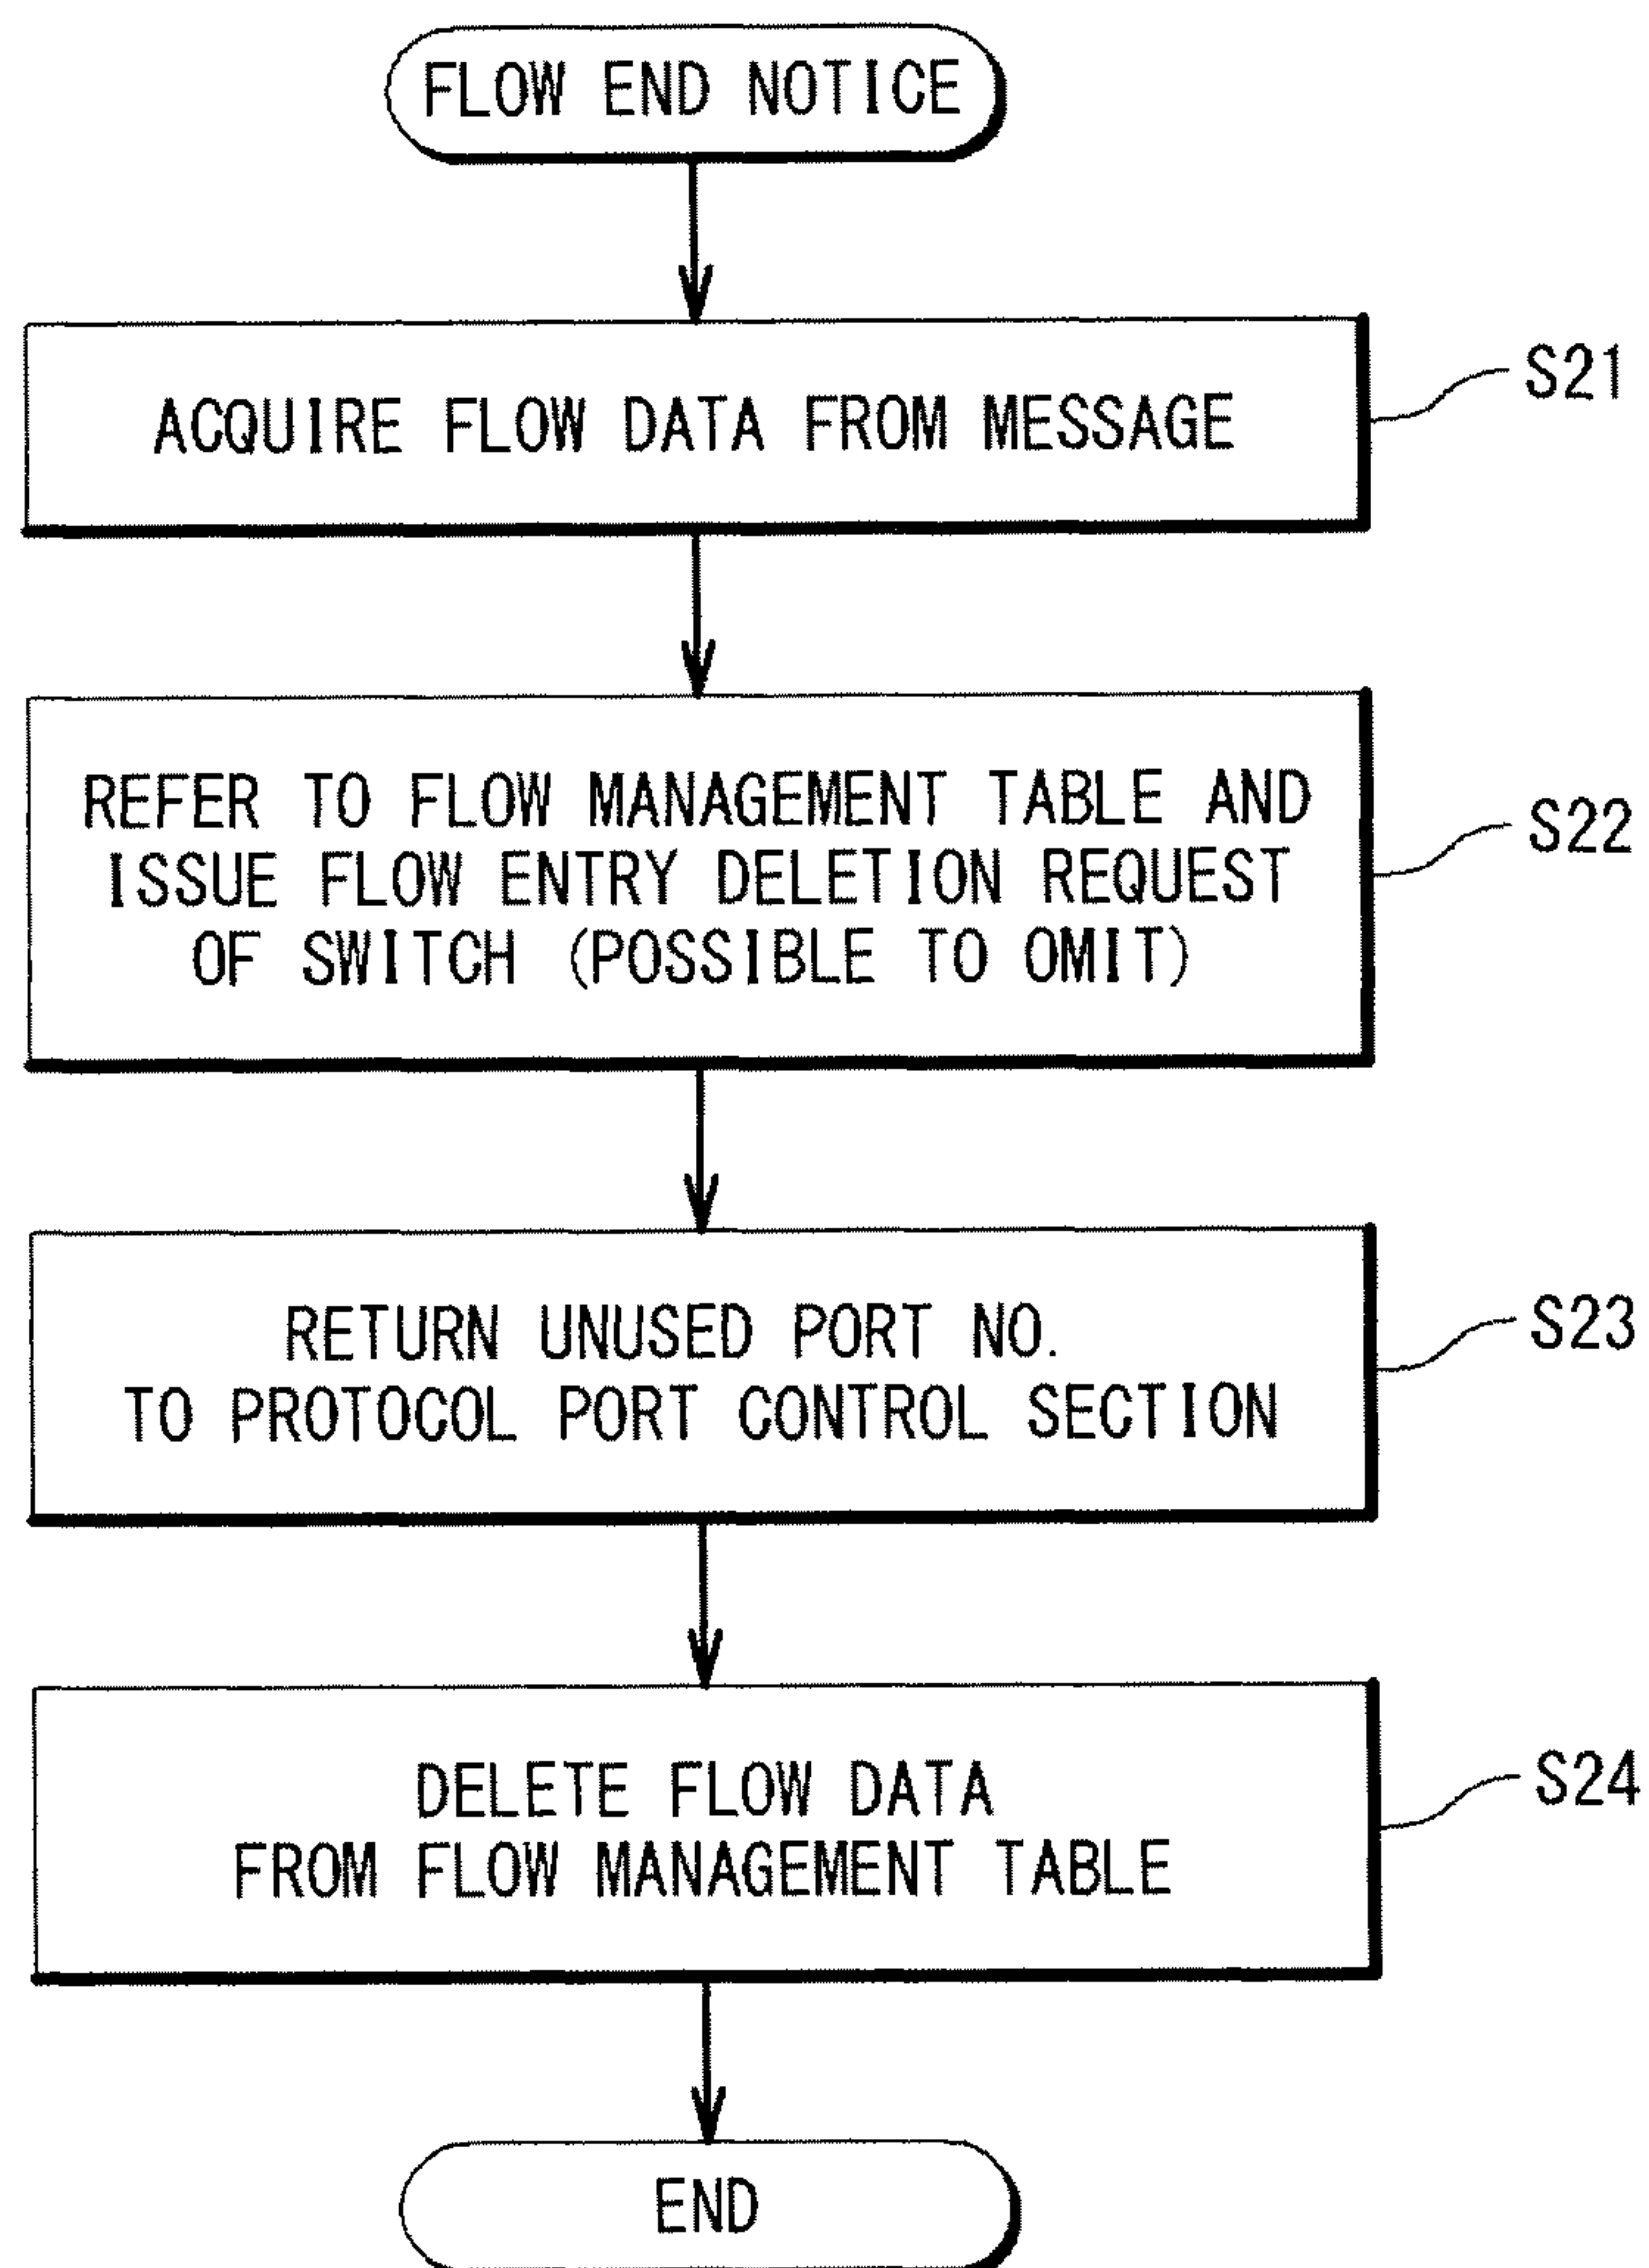 FLOW END NOTICE
ACQUIRE FLOW DATA FROM MESSAGE
S21
REFER TO FLOW MANAGEMENT TABLE AND
ISSUE FLOW ENTRY DELETION REQUEST
OF SWITCH (POSSIBLE TO OMIT)
S22
RETURN UNUSED PORT NO.
TO PROTOCOL PORT CONTROL SECTION
S23
DELETE FLOW DATA
FROM FLOW MANAGEMENT TABLE
S24
END